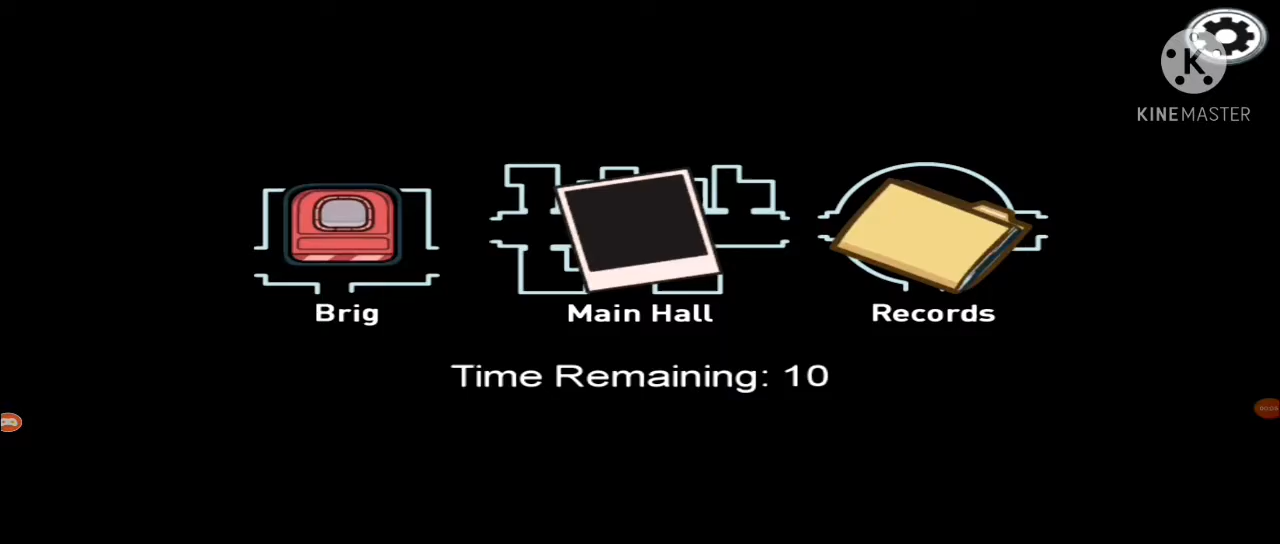 K
KINEMASTER
Brig
Main Hall
Records
Time Remaining: 10